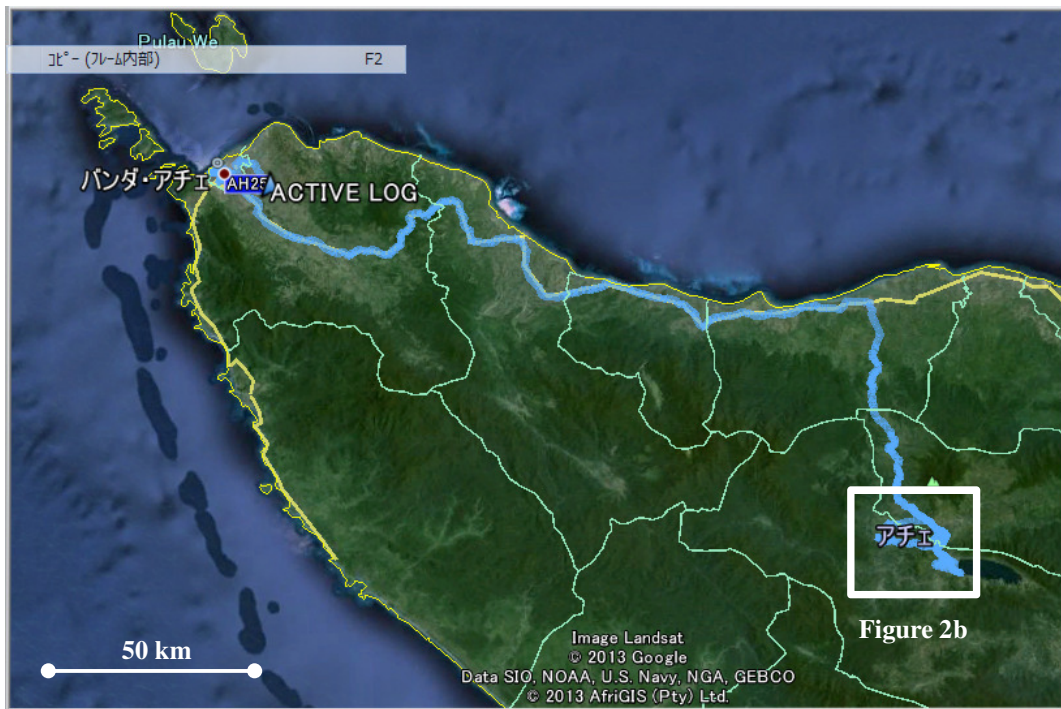 Pulau We
ｺﾋﾟｰ (ﾌﾚｰﾑ内部) F2
バンダ・アチェ
AH25
ACTIVE LOG
アチェ
Figure 2b
50 km
Image Landsat
© 2013 Google
Data SIO, NOAA, U.S. Navy, NGA, GEBCO
© 2013 AfriGIS (Pty) Ltd.